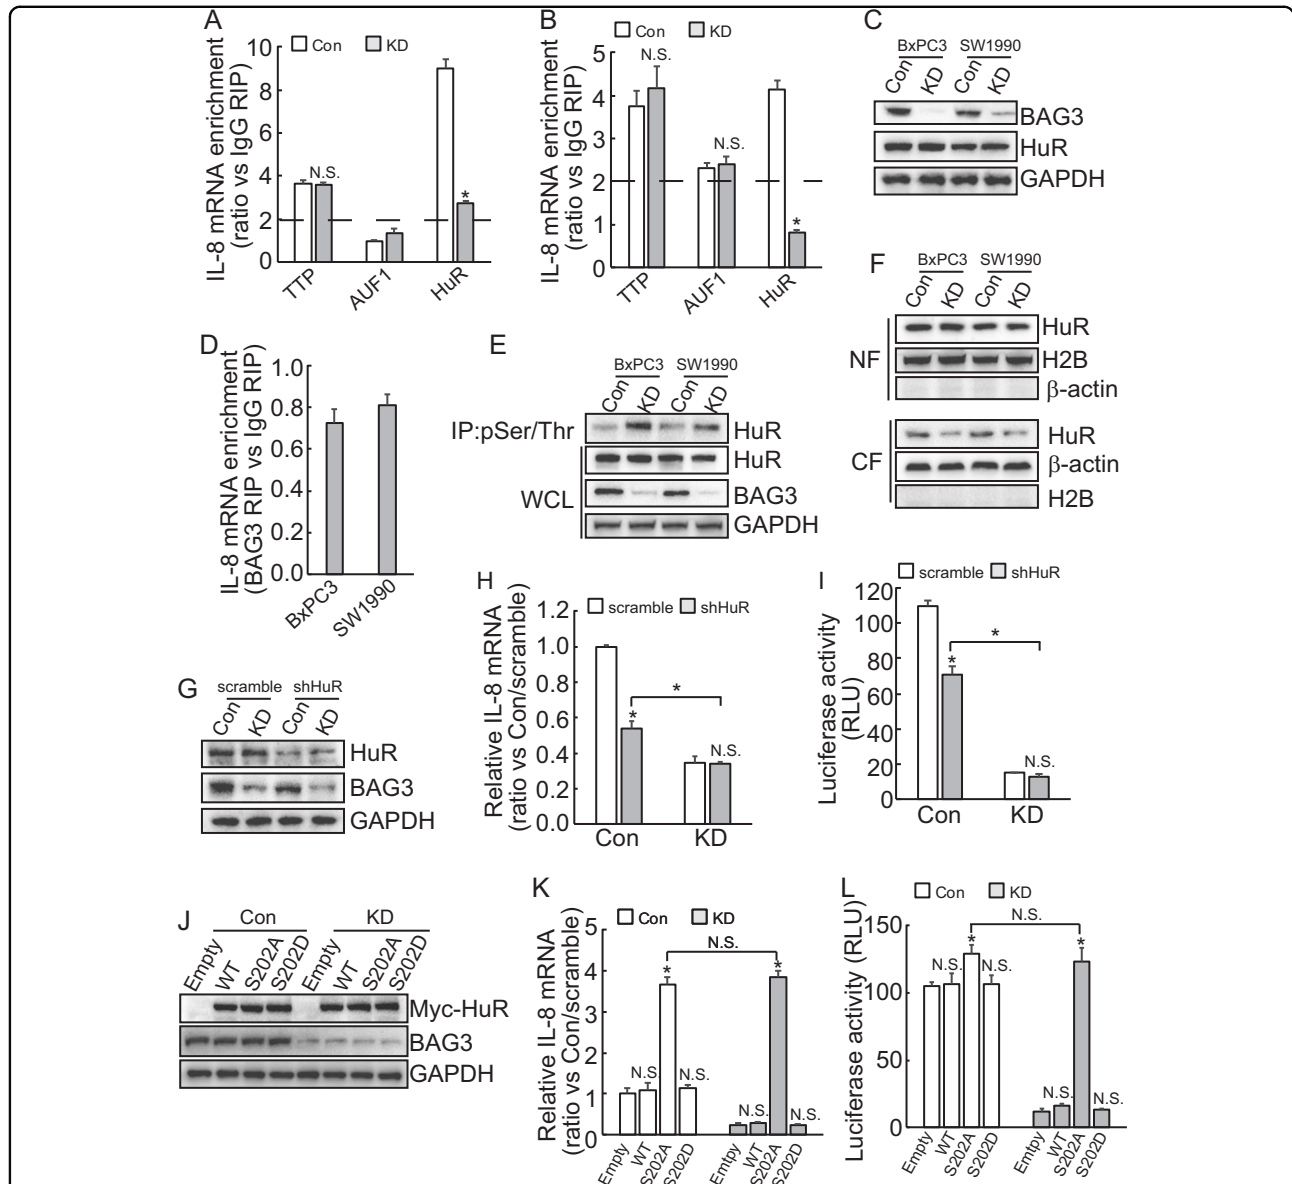 A
Con KD
IL-8 mRNA enrichment
(ratio vs IgG RIP)
10
8
6
4
2
0
N.S.
*
TTP AUF1 HuR
B
Con KD
IL-8 mRNA enrichment
(ratio vs IgG RIP)
5
4
3
2
1
0
N.S.
N.S.
*
TTP AUF1 HuR
C
BxPC3 SW1990
Con KD Con KD
BAG3
HuR
GAPDH
D
IL-8 mRNA enrichment
(BAG3 RIP vs IgG RIP)
1.0
0.8
0.6
0.4
0.2
0.0
BxPC3 SW1990
E
BxPC3 SW1990
Con KD Con KD
IP:pSer/Thr HuR
WCL
HuR
BAG3
GAPDH
F
BxPC3 SW1990
Con KD Con KD
NF
HuR
H2B
β-actin
CF
HuR
β-actin
H2B
G
scramble shHuR
Con KD Con KD
HuR
BAG3
GAPDH
H
scramble shHuR
Relative IL-8 mRNA
(ratio vs Con/scramble)
1.2
1.0
0.8
0.6
0.4
0.2
0.0
*
*
N.S.
Con KD
I
scramble shHuR
Luciferase activity
(RLU)
120
100
80
60
40
20
0
*
*
N.S.
Con KD
J
Con KD
Empty WT S202A S202D Empty WT S202A S202D
Myc-HuR
BAG3
GAPDH
K
Con KD
Relative IL-8 mRNA
(ratio vs Con/scramble)
5
4
3
2
1
0
N.S.
* *
N.S. N.S. N.S. N.S.
Empty WT S202A S202D Emtpy WT S202A S202D
L
Con KD
Luciferase activity (RLU)
150
100
50
0
N.S.
* *
N.S. N.S. N.S. N.S.
Empty WT S202A S202D Emtpy WT S202A S202D